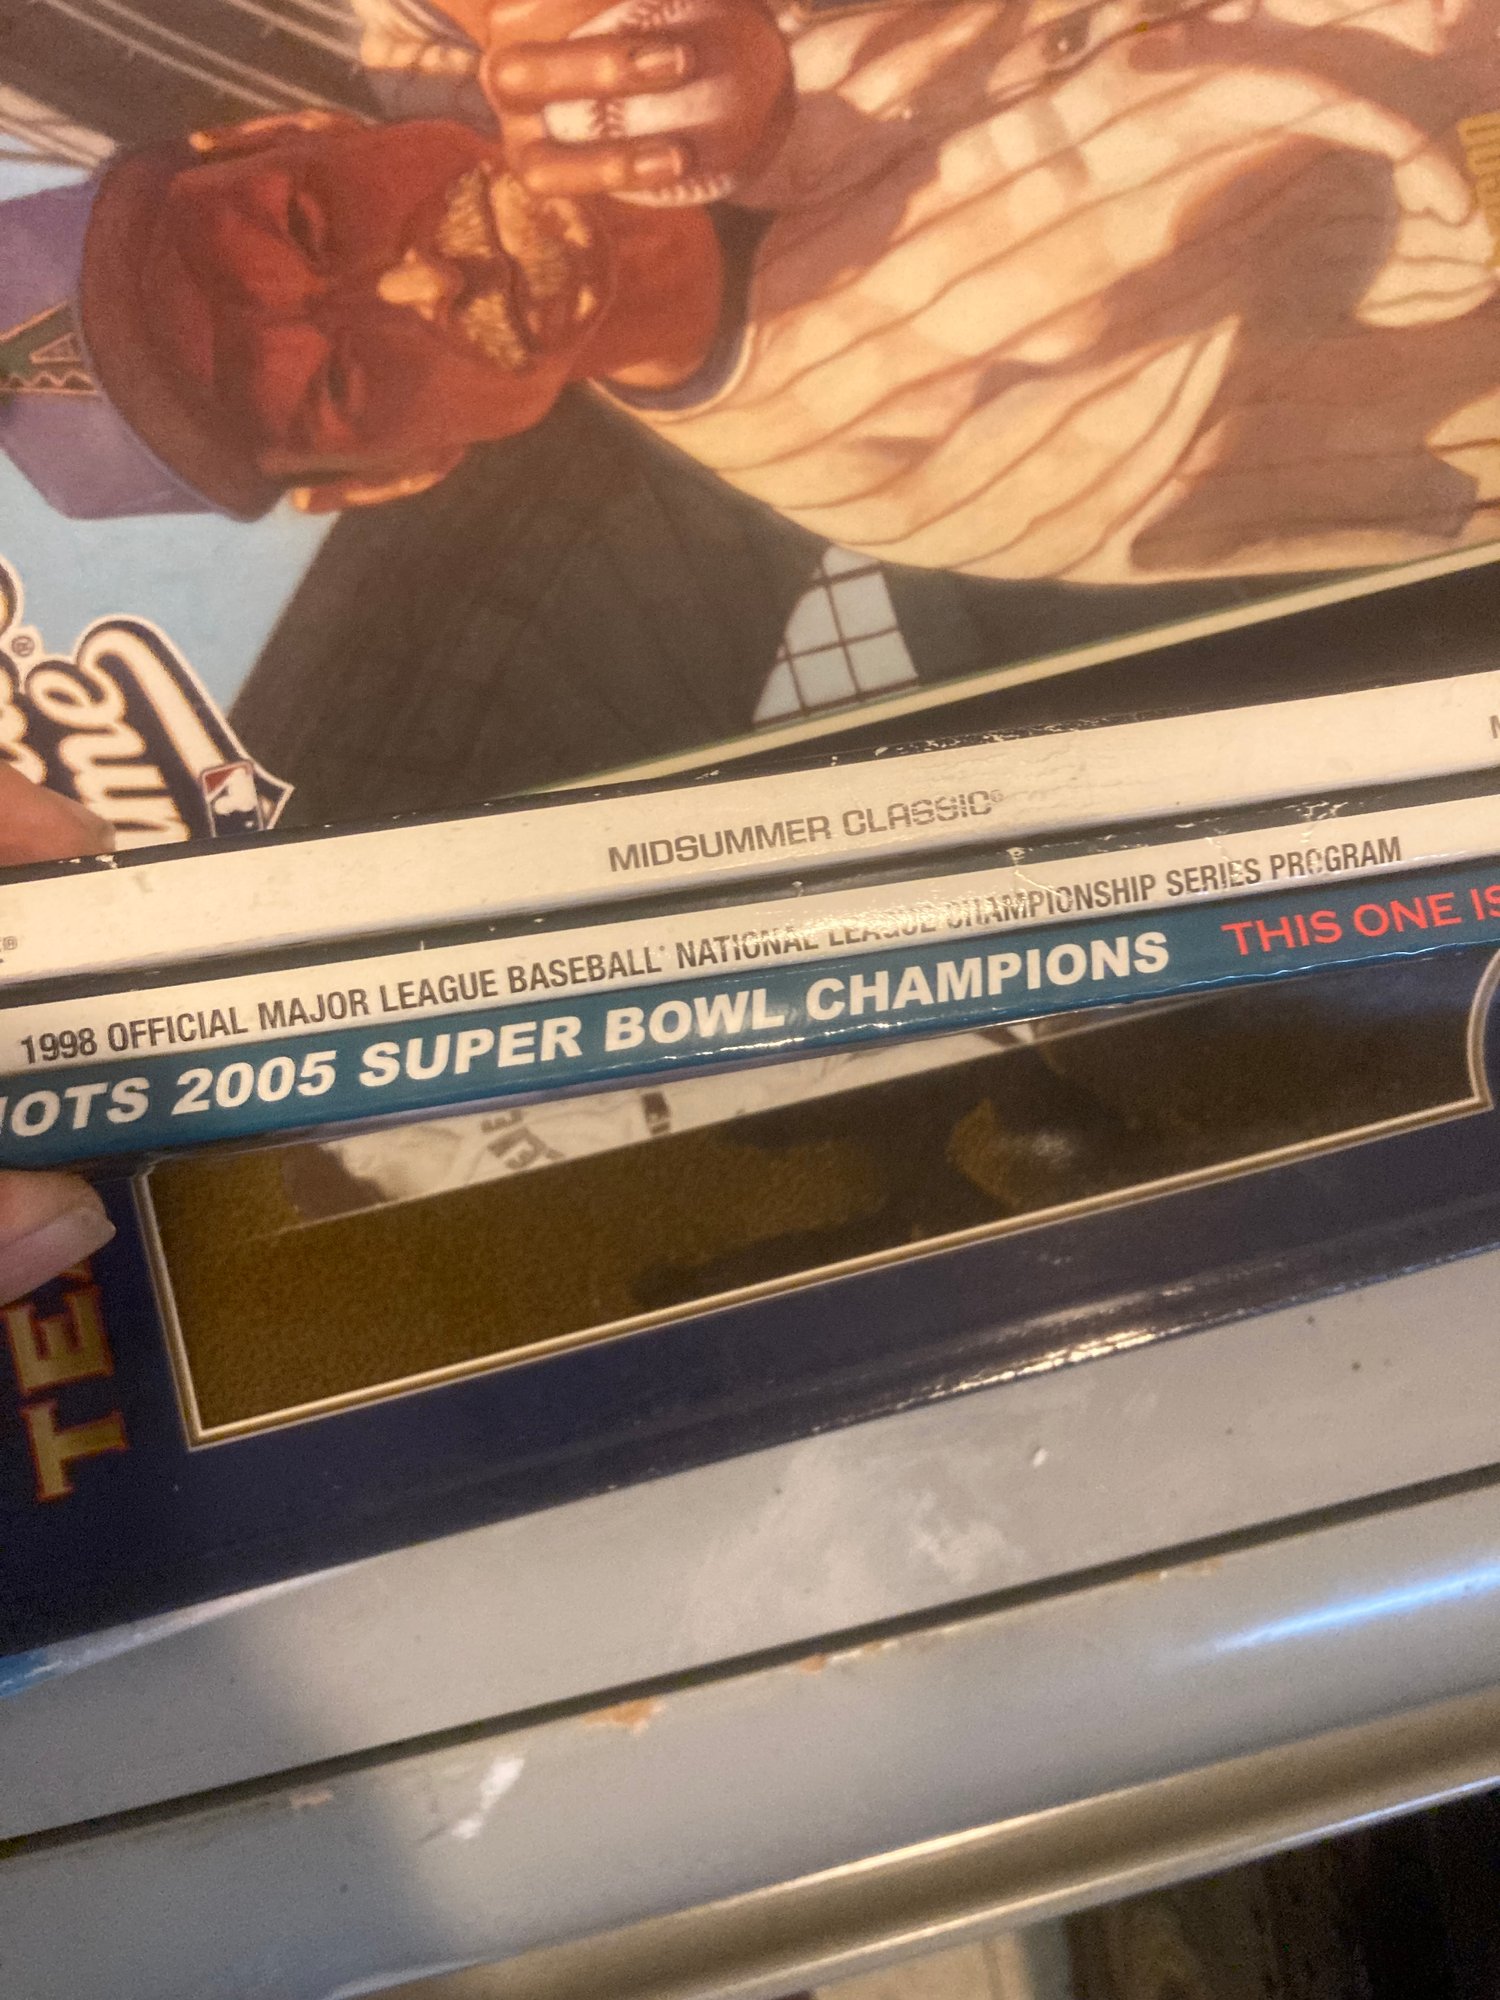 MIDSUMMER CLASSIC®
1998 OFFICIAL MAJOR LEAGUE BASEBALL® NATIONAL LEAGUE CHAMPIONSHIP SERIES PROGRAM
IOTS 2005 SUPER BOWL CHAMPIONS THIS ONE IS
TE